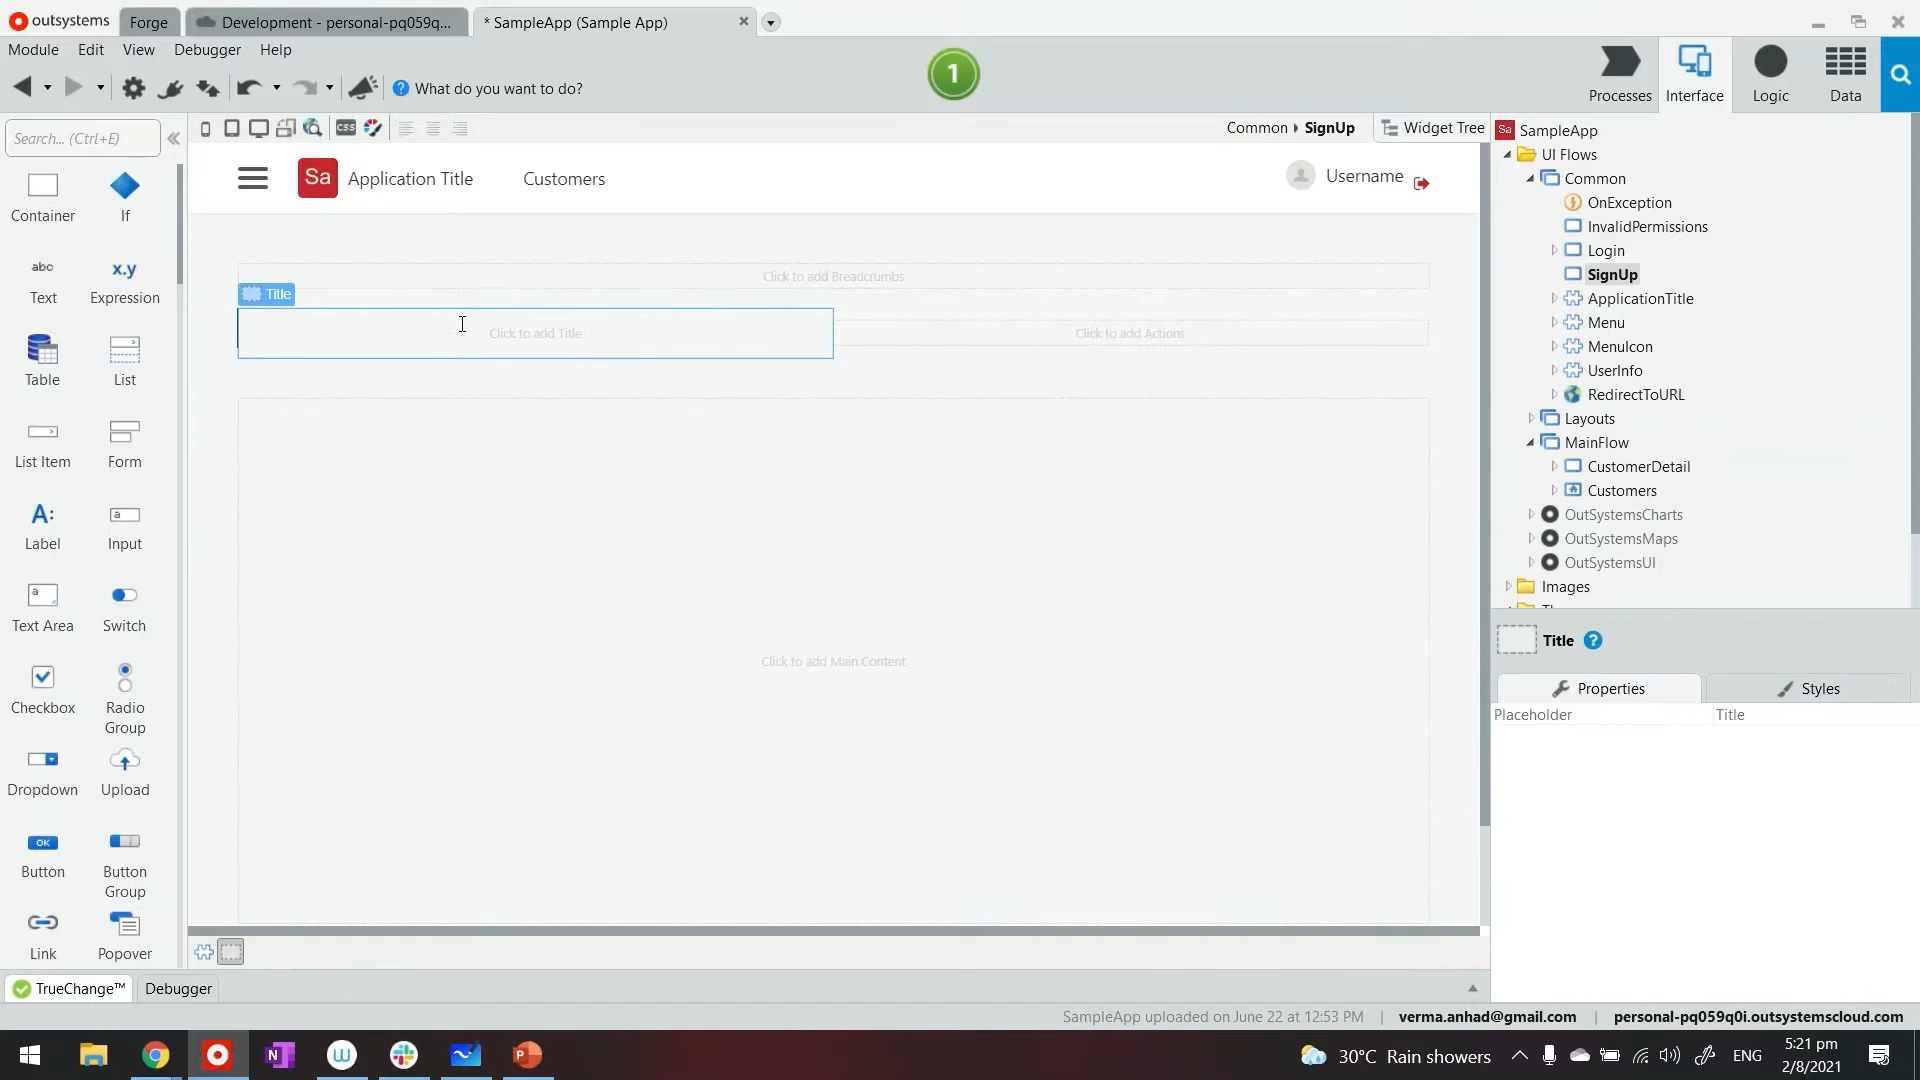 outsystems
Forge
Development - personal-pq059q...
* SampleApp (Sample App)
Module Edit View Debugger Help
1
What do you want to do?
Processes Interface Logic Data
Search... (Ctrl+E)
CSS
Common SignUp
Widget Tree
Sa SampleApp
UI Flows
Common
OnException
InvalidPermissions
Login
SignUp
ApplicationTitle
Menu
MenuIcon
UserInfo
RedirectToURL
Layouts
MainFlow
CustomerDetail
Customers
OutSystemsCharts
OutSystemsMaps
OutSystemsUI
Images
Container If
abc x.y
Text Expression
Table List
List Item Form
A:
Label Input
Text Area Switch
Checkbox Radio Group
Dropdown Upload
OK
Button Button Group
Link Popover
Sa Application Title Customers Username
Click to add Breadcrumbs
Title
Click to add Title Click to add Actions
Click to add Main Content
Title
Properties Styles
Placeholder Title
TrueChange™ Debugger
SampleApp uploaded on June 22 at 12:53 PM | verma.anhad@gmail.com | personal-pq059q0i.outsystemscloud.com
30°C Rain showers ENG 5:21 pm
2/8/2021